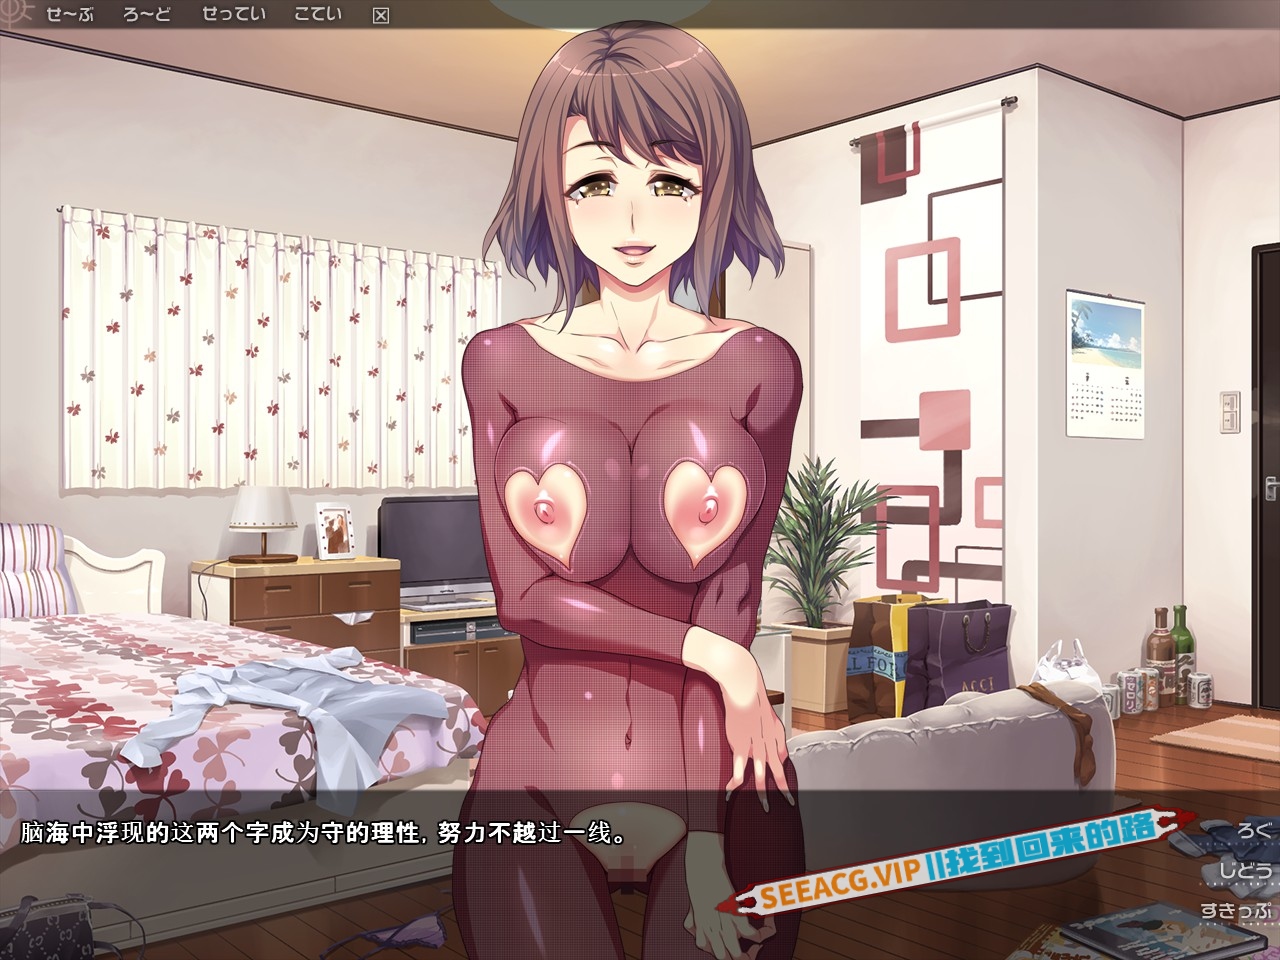 せ～ぶ ろ～ど せってい こてい
脑海中浮现的这两个字成为守的理性，努力不越过一线。
SEEACG.VIP||找到回来的路
ACCI
ろぐ
じどう
すきっぷ